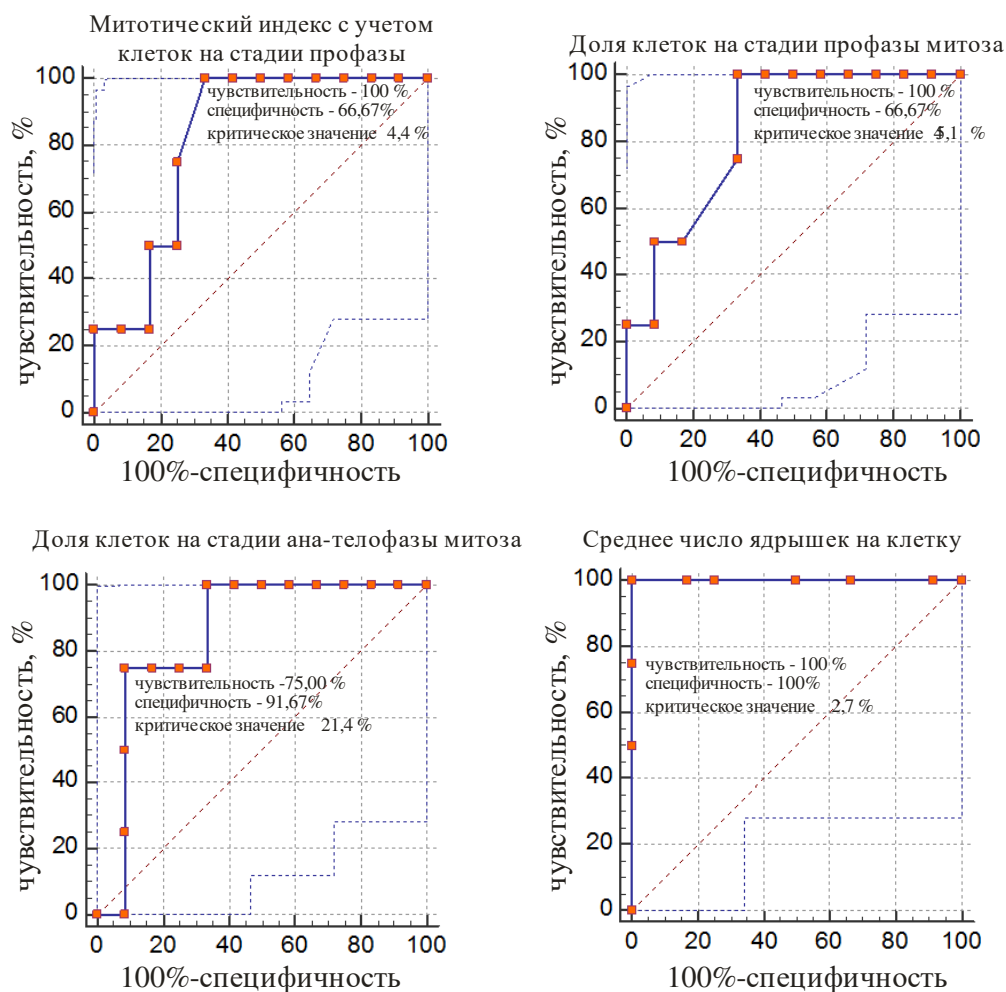 Митотический индекс с учетом
клеток на стадии профазы
100
80
60
40
20
0
чувствительность, %
чувствительность - 100 %
специфичность - 66,67%
критическое значение 4,4 %
0 20 40 60 80 100
100%-специфичность
Доля клеток на стадии профазы митоза
100
80
60
40
20
0
чувствительность, %
чувствительность - 100 %
специфичность - 66,67%
критическое значение %
0 20 40 60 80 100
100%-специфичность
Доля клеток на стадии ана-телофазы митоза
100
80
60
40
20
0
чувствительность, %
чувствительность -75,00 %
специфичность - 91,67%
критическое значение 21,4 %
0 20 40 60 80 100
100%-специфичность
Среднее число ядрышек на клетку
100
80
60
40
20
0
чувствительность, %
чувствительность - 100 %
специфичность - 100%
критическое значение 2,7 %
0 20 40 60 80 100
100%-специфичность